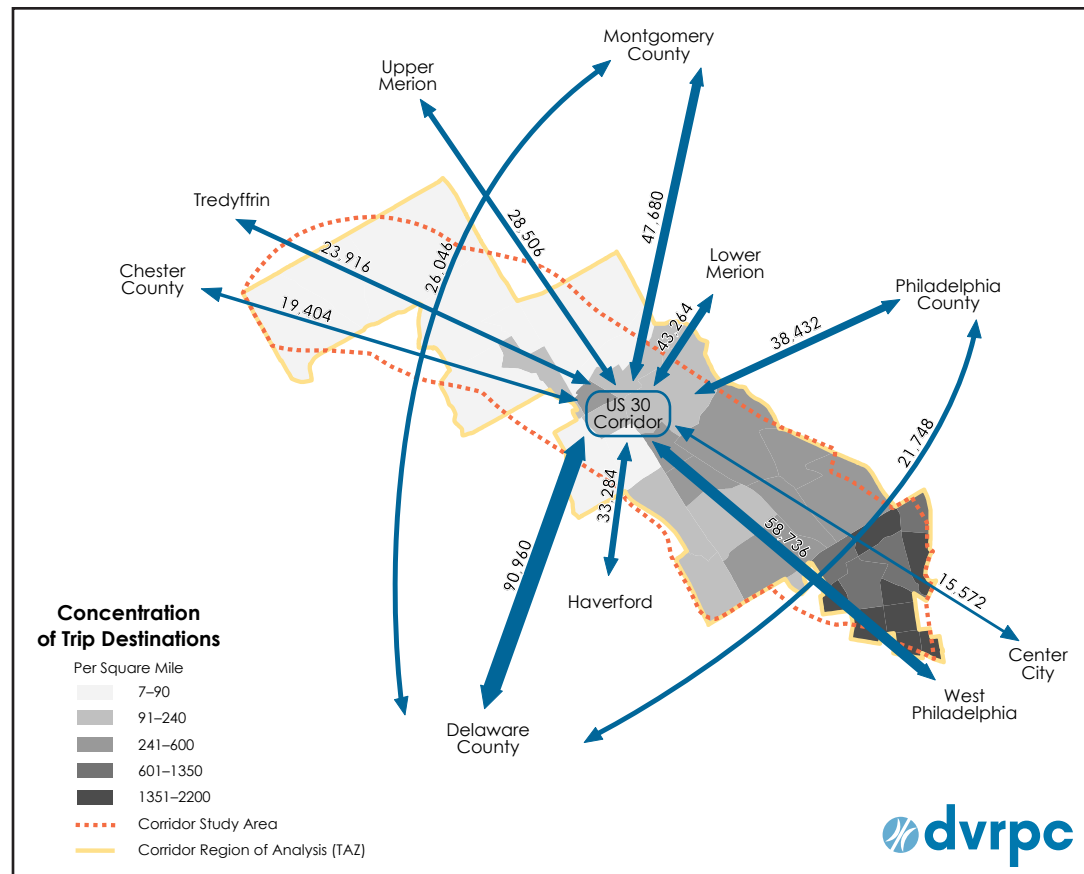 Montgomery
County
Upper
Merion
Tredyffrin
Chester
County
Lower
Merion
Philadelphia
County
28,506
47,680
26,046
23,916
19,404
43,264
38,432
US 30
Corridor
21,748
33,284
58,736
90,960
15,572
Haverford
Center
City
West
Philadelphia
Delaware
County
Concentration
of Trip Destinations
Per Square Mile
7–90
91–240
241–600
601–1350
1351–2200
Corridor Study Area
Corridor Region of Analysis (TAZ)
dvrpc